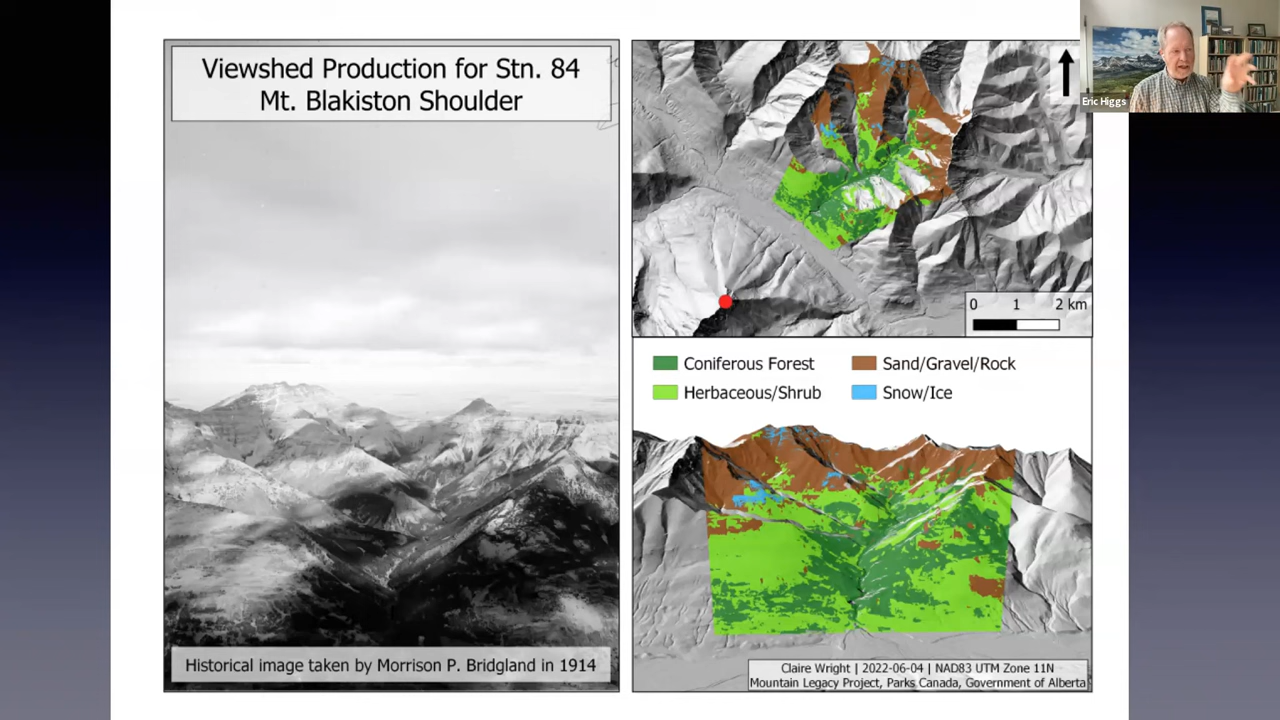 Viewshed Production for Stn. 84
Mt. Blakiston Shoulder
Historical image taken by Morrison P. Bridgland in 1914
Eric Higgs
0 1 2 km
Coniferous Forest
Sand/Gravel/Rock
Herbaceous/Shrub
Snow/Ice
Claire Wright | 2022-06-04 | NAD83 UTM Zone 11N
Mountain Legacy Project, Parks Canada, Government of Alberta